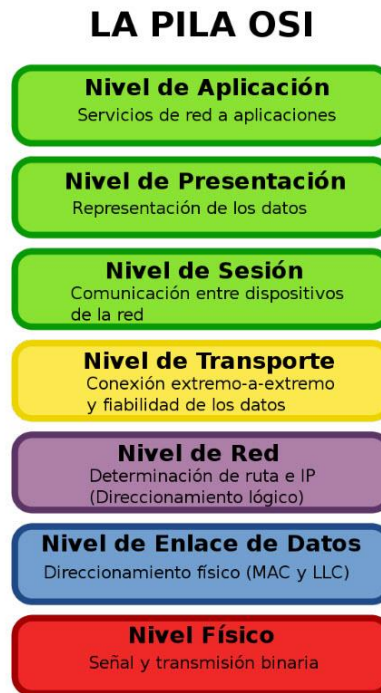 LA PILA OSI
Nivel de Aplicación
Servicios de red a aplicaciones
Nivel de Presentación
Representación de los datos
Nivel de Sesión
Comunicación entre dispositivos
de la red
Nivel de Transporte
Conexión extremo-a-extremo
y fiabilidad de los datos
Nivel de Red
Determinación de ruta e IP
(Direccionamiento lógico)
Nivel de Enlace de Datos
Direccionamiento físico (MAC y LLC)
Nivel Físico
Señal y transmisión binaria